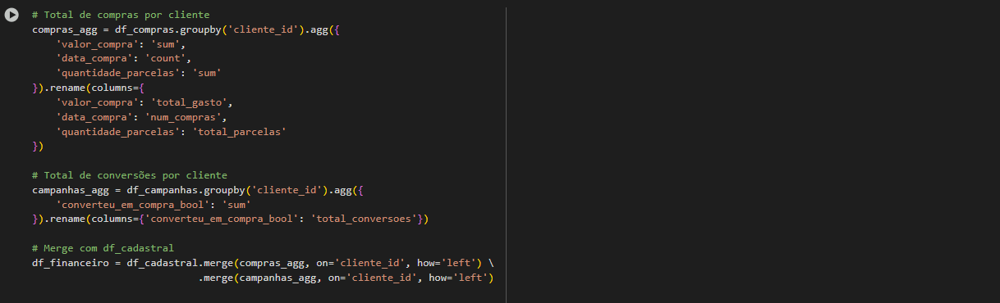 # Total de compras por cliente
compras_agg = df_compras.groupby('cliente_id').agg({
    'valor_compra': 'sum',
    'data_compra': 'count',
    'quantidade_parcelas': 'sum'
}).rename(columns={
    'valor_compra': 'total_gasto',
    'data_compra': 'num_compras',
    'quantidade_parcelas': 'total_parcelas'
})

# Total de conversões por cliente
campanhas_agg = df_campanhas.groupby('cliente_id').agg({
    'converteu_em_compra_bool': 'sum'
}).rename(columns={'converteu_em_compra_bool': 'total_conversoes'})

# Merge com df_cadastral
df_financeiro = df_cadastral.merge(compras_agg, on='cliente_id', how='left') \
                            .merge(campanhas_agg, on='cliente_id', how='left')